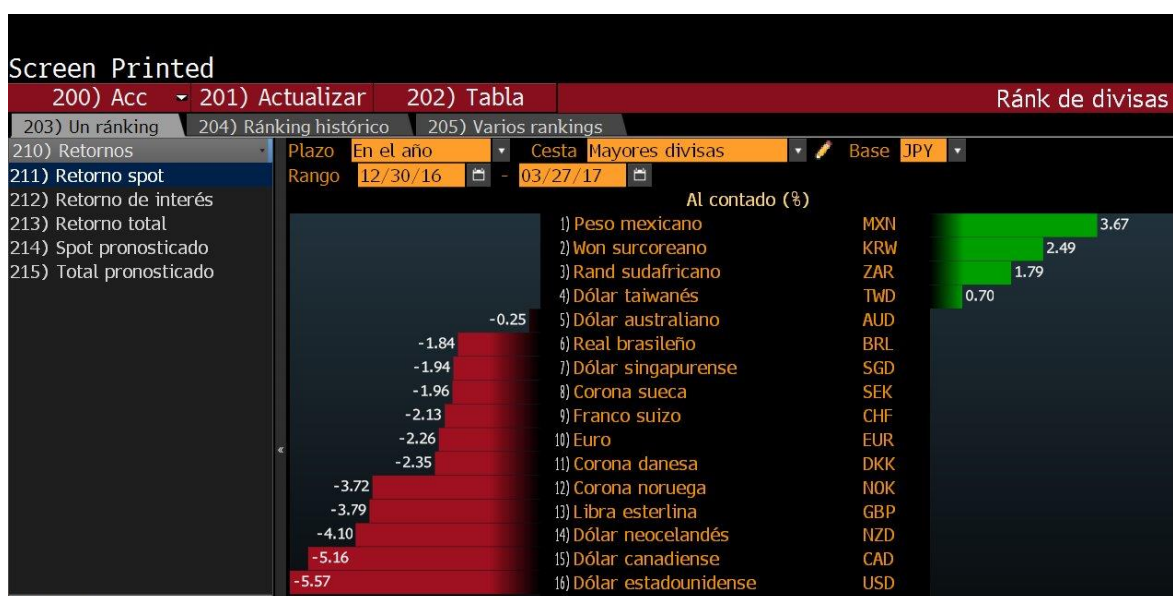 Screen Printed
200) Acc 201) Actualizar 202) Tabla Ránk de divisas
203) Un ránking 204) Ránking histórico 205) Varios rankings
210) Retornos Plazo En el año Cesta Mayores divisas Base JPY
211) Retorno spot Rango 12/30/16 - 03/27/17
212) Retorno de interés Al contado (%)
213) Retorno total 1) Peso mexicano MXN 3.67
214) Spot pronosticado 2) Won surcoreano KRW 2.49
215) Total pronosticado 3) Rand sudafricano ZAR 1.79
4) Dólar taiwanés TWD 0.70
-0.25 5) Dólar australiano AUD
-1.84 6) Real brasileño BRL
-1.94 7) Dólar singapurense SGD
-1.96 8) Corona sueca SEK
-2.13 9) Franco suizo CHF
-2.26 10) Euro EUR
« -2.35 11) Corona danesa DKK
-3.72 12) Corona noruega NOK
-3.79 13) Libra esterlina GBP
-4.10 14) Dólar neocelandés NZD
-5.16 15) Dólar canadiense CAD
-5.57 16) Dólar estadounidense USD